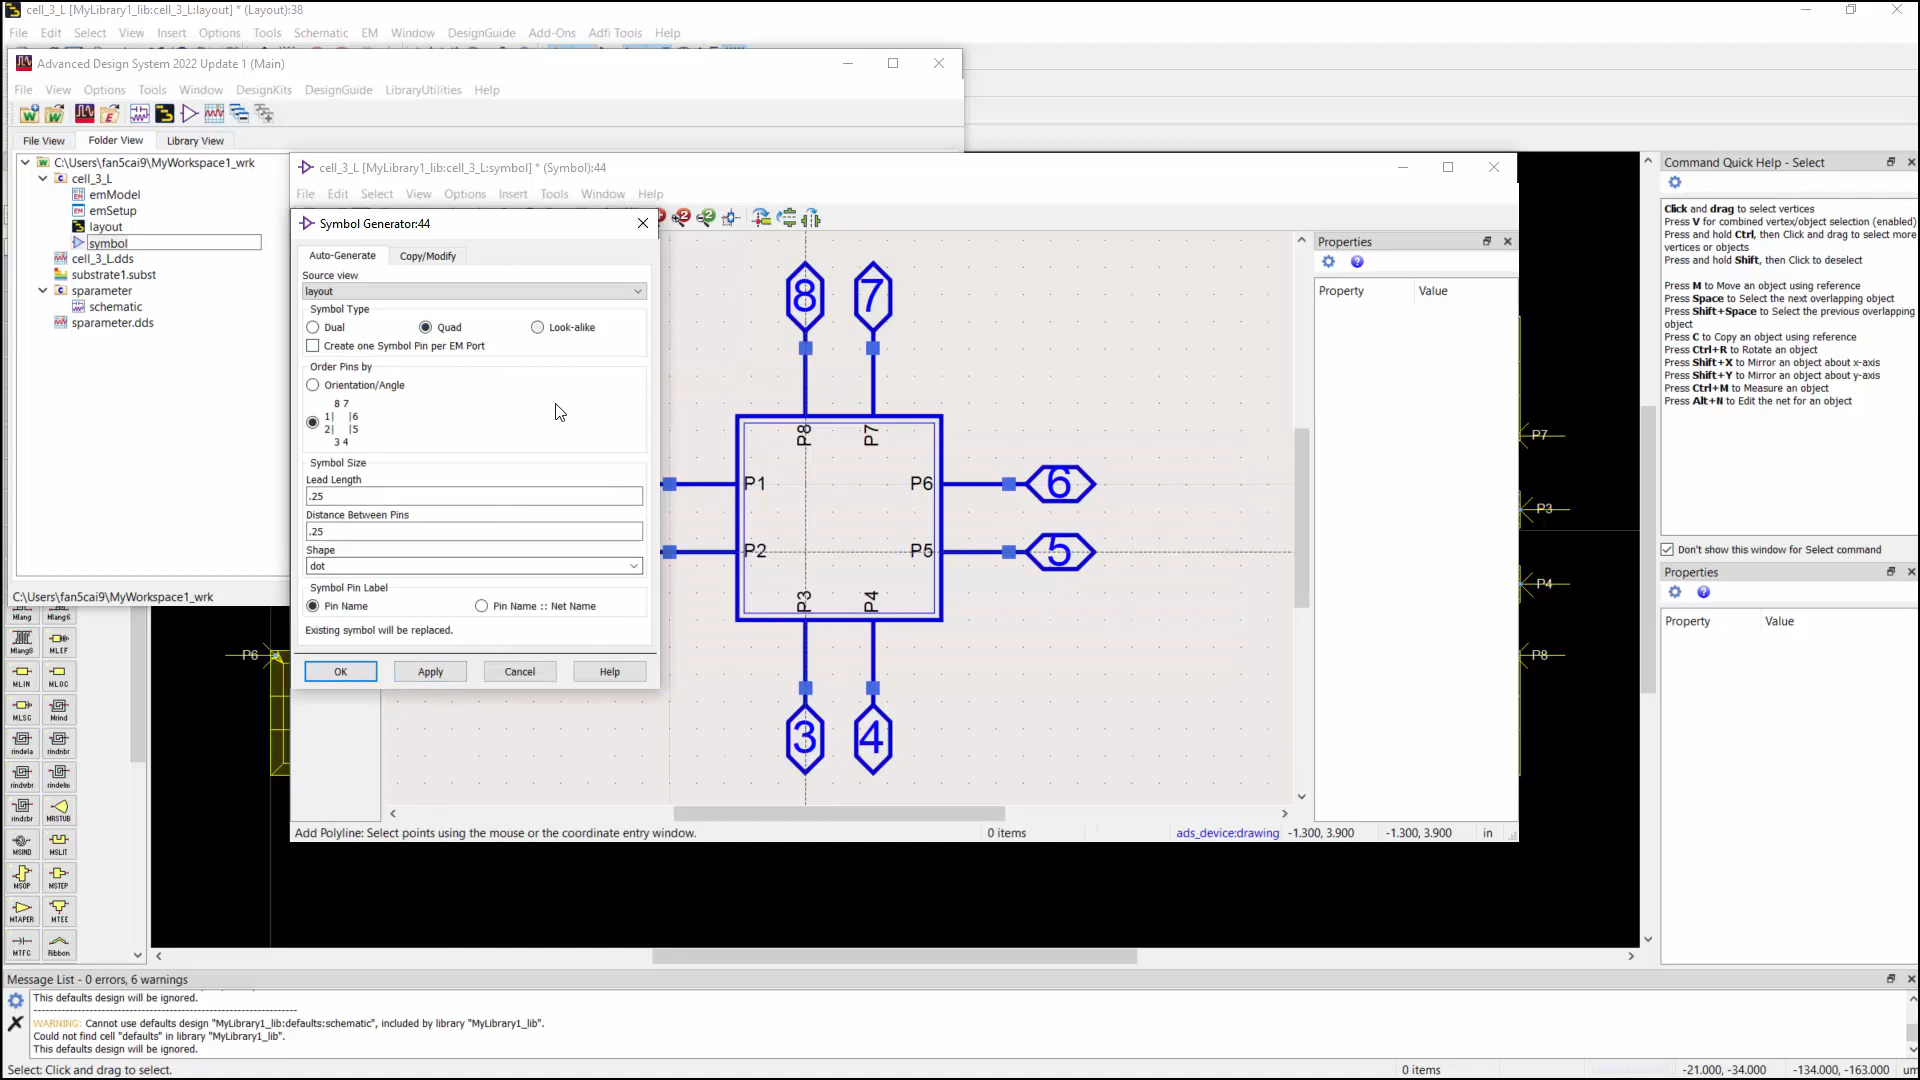 cell_3_L [MyLibrary1_lib:cell_3_L:layout] * (Layout):38
File Edit Select View Insert Options Tools Schematic EM Window DesignGuide Add-Ons Adfi Tools Help
Advanced Design System 2022 Update 1 (Main)
File View Options Tools Window DesignKits DesignGuide LibraryUtilities Help
File View Folder View Library View
C:\Users\fan5cai9\MyWorkspace1_wrk
cell_3_L
emModel
emSetup
layout
symbol
cell_3_L.dds
substrate1.subst
sparameter
schematic
sparameter.dds
C:\Users\fan5cai9\MyWorkspace1_wrk
cell_3_L [MyLibrary1_lib:cell_3_L:symbol] * (Symbol):44
File Edit Select View Options Insert Tools Window Help
Symbol Generator:44
Auto-Generate Copy/Modify
Source view
layout
Symbol Type
Dual Quad Look-alike
Create one Symbol Pin per EM Port
Order Pins by
Orientation/Angle
8 7
1| |6
2| |5
3 4
Symbol Size
Lead Length
.25
Distance Between Pins
.25
Shape
dot
Symbol Pin Label
Pin Name Pin Name :: Net Name
Existing symbol will be replaced.
OK Apply Cancel Help
8 7
P8 P7
P1 P6 6
P2 P5 5
P3 P4
3 4
Properties
Property Value
Add Polyline: Select points using the mouse or the coordinate entry window. 0 items ads_device:drawing -1.300, 3.900 -1.300, 3.900 in
P7
P3
P4
P8
P6
Command Quick Help - Select
Click and drag to select vertices
Press V for combined vertex/object selection (enabled)
Press and hold Ctrl, then Click and drag to select more
vertices or objects
Press and hold Shift, then Click to deselect
Press M to Move an object using reference
Press Space to Select the next overlapping object
Press Shift+Space to Select the previous overlapping
object
Press C to Copy an object using reference
Press Ctrl+R to Rotate an object
Press Shift+X to Mirror an object about x-axis
Press Shift+Y to Mirror an object about y-axis
Press Ctrl+M to Measure an object
Press Alt+N to Edit the net for an object
Don't show this window for Select command
Properties
Property Value
Mlang Mlang6
Mlang8 MLEF
MLIN MLOC
MLSC Mrind
rindela rindnbr
rindwbr rindelm
rindsbr MRSTUB
MSIND MSLIT
MSOP MSTEP
MTAPER MTEE
MTFC Ribbon
Message List - 0 errors, 6 warnings
This defaults design will be ignored.
WARNING: Cannot use defaults design "MyLibrary1_lib:defaults:schematic", included by library "MyLibrary1_lib".
Could not find cell "defaults" in library "MyLibrary1_lib".
This defaults design will be ignored.
Select: Click and drag to select. 0 items -21.000, -34.000 -134.000, -163.000 um